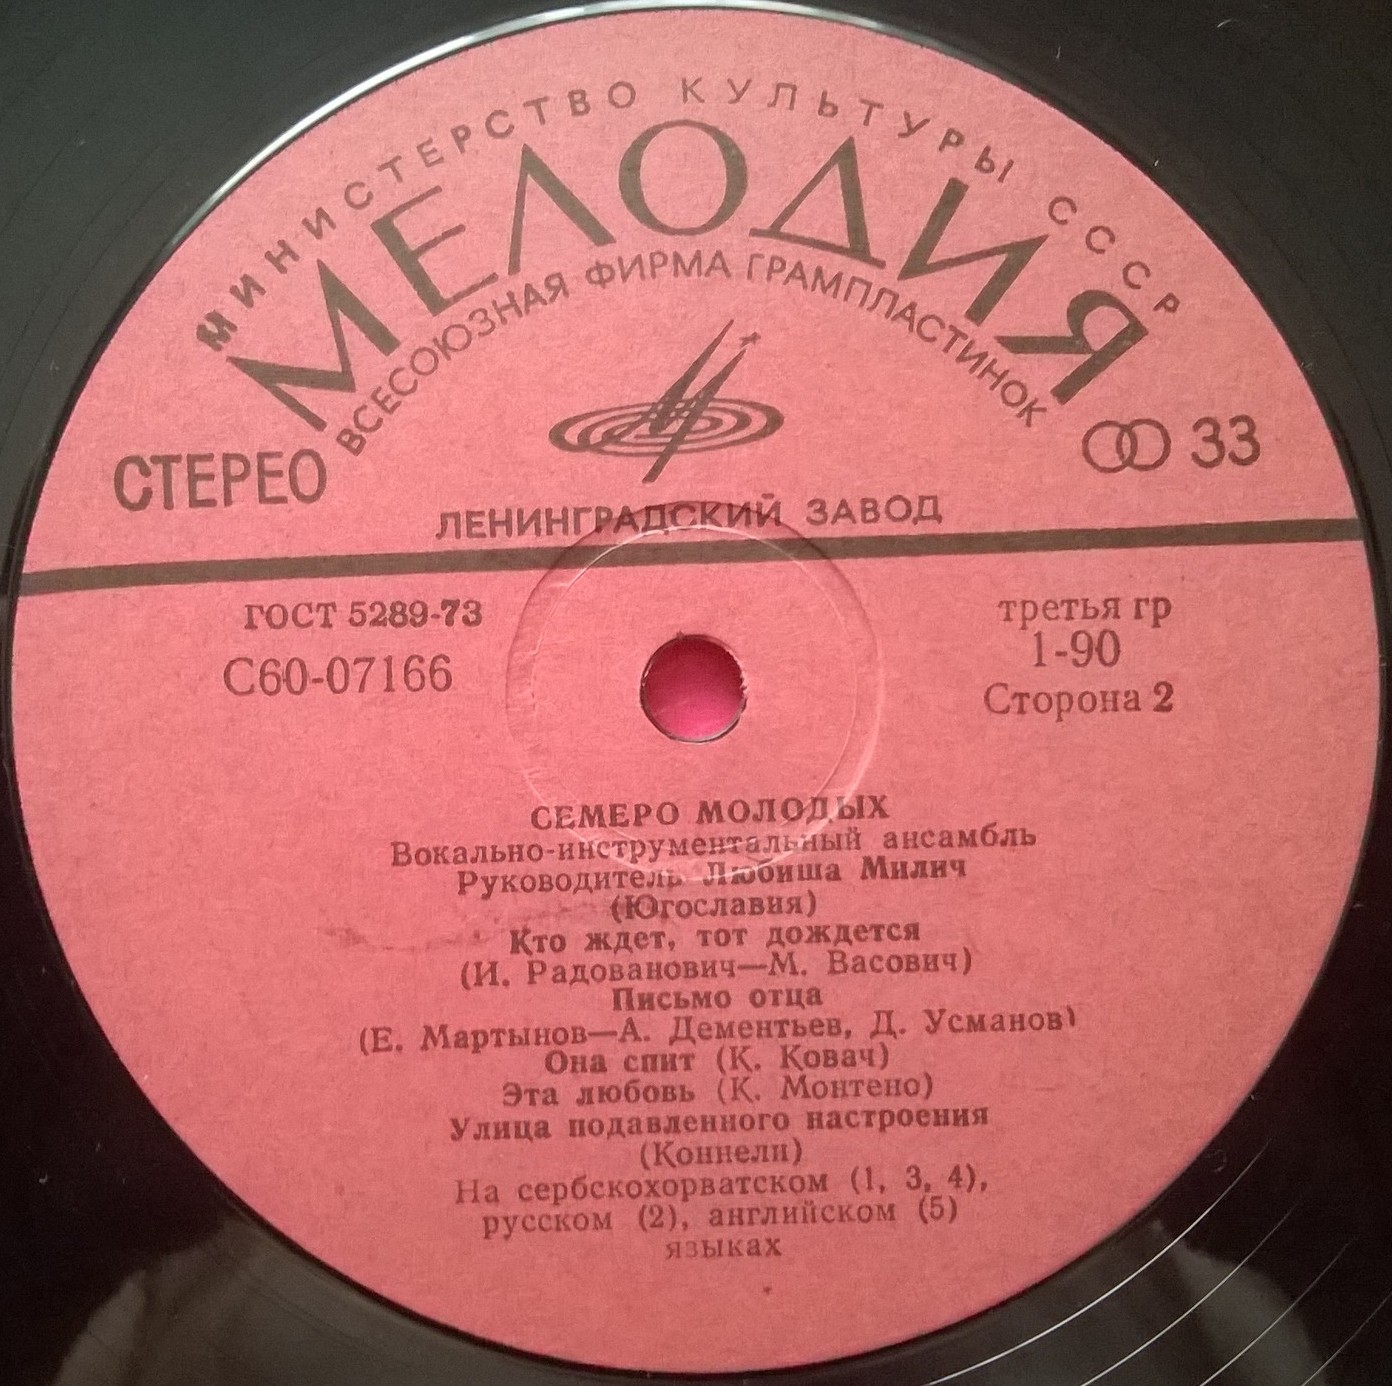 МИНИСТЕРСТВО КУЛЬТУРЫ СССР
МЕЛОДИЯ
ВСЕСОЮЗНАЯ ФИРМА ГРАМПЛАСТИНОК
СТЕРЕО
33
ЛЕНИНГРАДСКИЙ ЗАВОД
ГОСТ 5289-73
третья гр
С60-07166
1-90
Сторона 2
СЕМЕРО МОЛОДЫХ
Вокально-инструментальный ансамбль
Руководитель Любиша Милич
(Югославия)
Кто ждет, тот дождется
(И. Радованович—М. Васович)
Письмо отца
(Е. Мартынов—А. Дементьев, Д. Усманов)
Она спит (К. Ковач)
Эта любовь (К. Монтено)
Улица подавленного настроения
(Коннели)
На сербскохорватском (1, 3, 4),
русском (2), английском (5)
языках